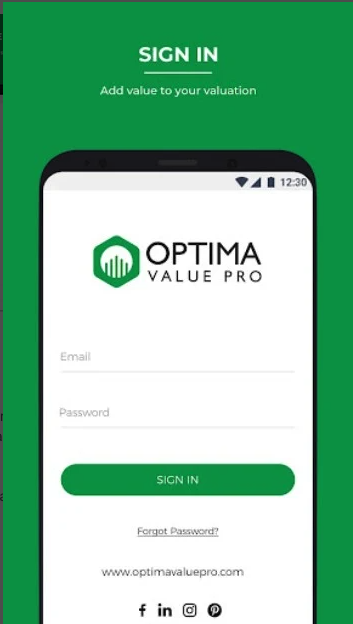 SIGN IN
Add value to your valuation
12:30
OPTIMA
VALUE PRO
Email
Password
SIGN IN
Forgot Password?
www.optimavaluepro.com